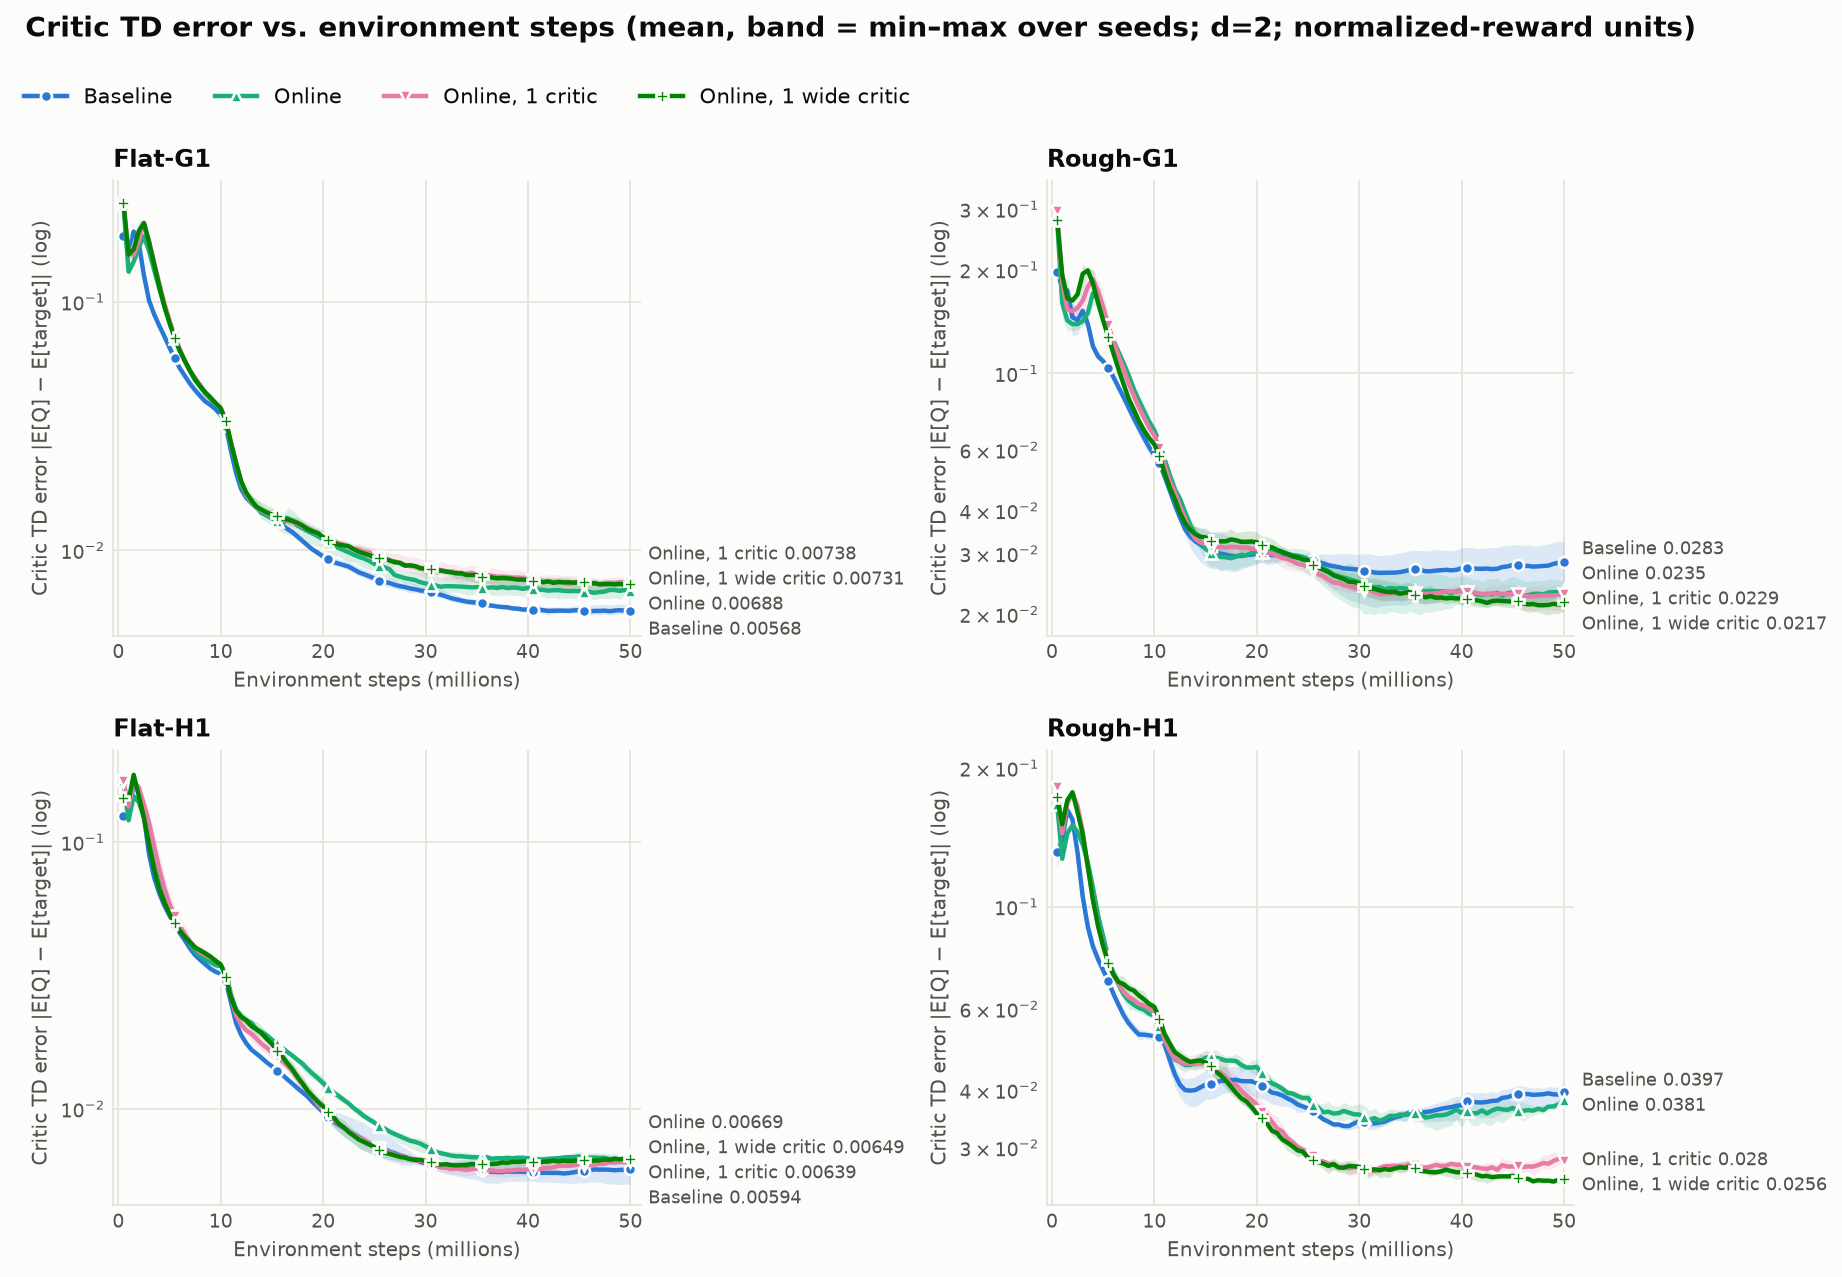 Critic TD error vs. environment steps (mean, band = min–max over seeds; d=2; normalized-reward units)
Baseline
Online
Online, 1 critic
Online, 1 wide critic
Flat-G1
Critic TD error |E[Q] − E[target]| (log)
10⁻¹
10⁻²
0 10 20 30 40 50
Environment steps (millions)
Online, 1 critic 0.00738
Online, 1 wide critic 0.00731
Online 0.00688
Baseline 0.00568
Rough-G1
Critic TD error |E[Q] − E[target]| (log)
3 × 10⁻¹
2 × 10⁻¹
10⁻¹
6 × 10⁻²
4 × 10⁻²
3 × 10⁻²
2 × 10⁻²
0 10 20 30 40 50
Environment steps (millions)
Baseline 0.0283
Online 0.0235
Online, 1 critic 0.0229
Online, 1 wide critic 0.0217
Flat-H1
Critic TD error |E[Q] − E[target]| (log)
10⁻¹
10⁻²
0 10 20 30 40 50
Environment steps (millions)
Online 0.00669
Online, 1 wide critic 0.00649
Online, 1 critic 0.00639
Baseline 0.00594
Rough-H1
Critic TD error |E[Q] − E[target]| (log)
2 × 10⁻¹
10⁻¹
6 × 10⁻²
4 × 10⁻²
3 × 10⁻²
0 10 20 30 40 50
Environment steps (millions)
Baseline 0.0397
Online 0.0381
Online, 1 critic 0.028
Online, 1 wide critic 0.0256